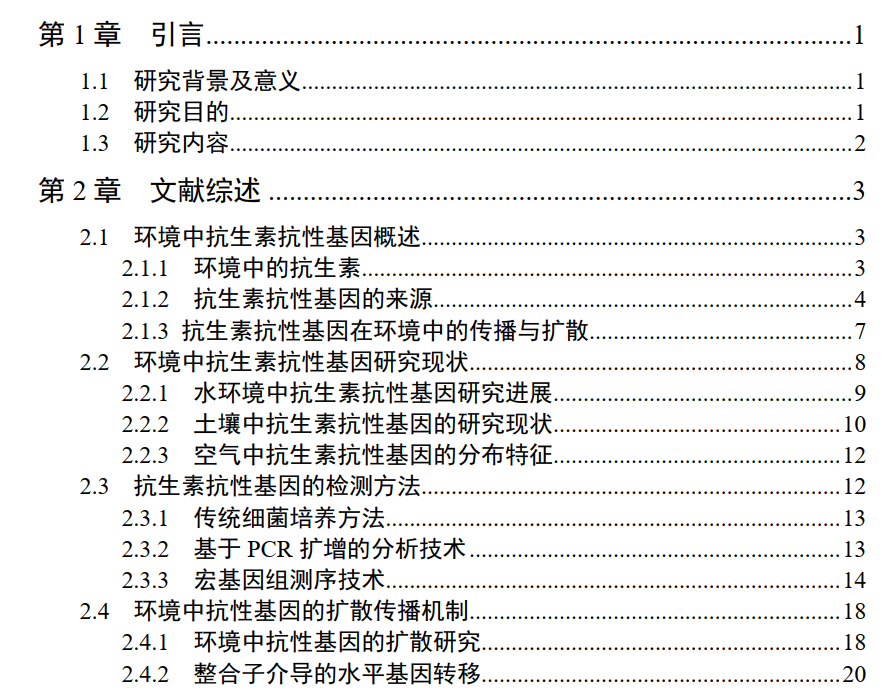 第 1 章 引言............................................1
1.1 研究背景及意义............................................1
1.2 研究目的............................................1
1.3 研究内容............................................2
第 2 章 文献综述............................................3
2.1 环境中抗生素抗性基因概述............................................3
2.1.1 环境中的抗生素............................................3
2.1.2 抗生素抗性基因的来源............................................4
2.1.3 抗生素抗性基因在环境中的传播与扩散............................................7
2.2 环境中抗生素抗性基因研究现状............................................8
2.2.1 水环境中抗生素抗性基因研究进展............................................9
2.2.2 土壤中抗生素抗性基因的研究现状............................................10
2.2.3 空气中抗生素抗性基因的分布特征............................................12
2.3 抗生素抗性基因的检测方法............................................12
2.3.1 传统细菌培养方法............................................13
2.3.2 基于 PCR 扩增的分析技术............................................13
2.3.3 宏基因组测序技术............................................14
2.4 环境中抗性基因的扩散传播机制............................................18
2.4.1 环境中抗性基因的扩散研究............................................18
2.4.2 整合子介导的水平基因转移............................................20